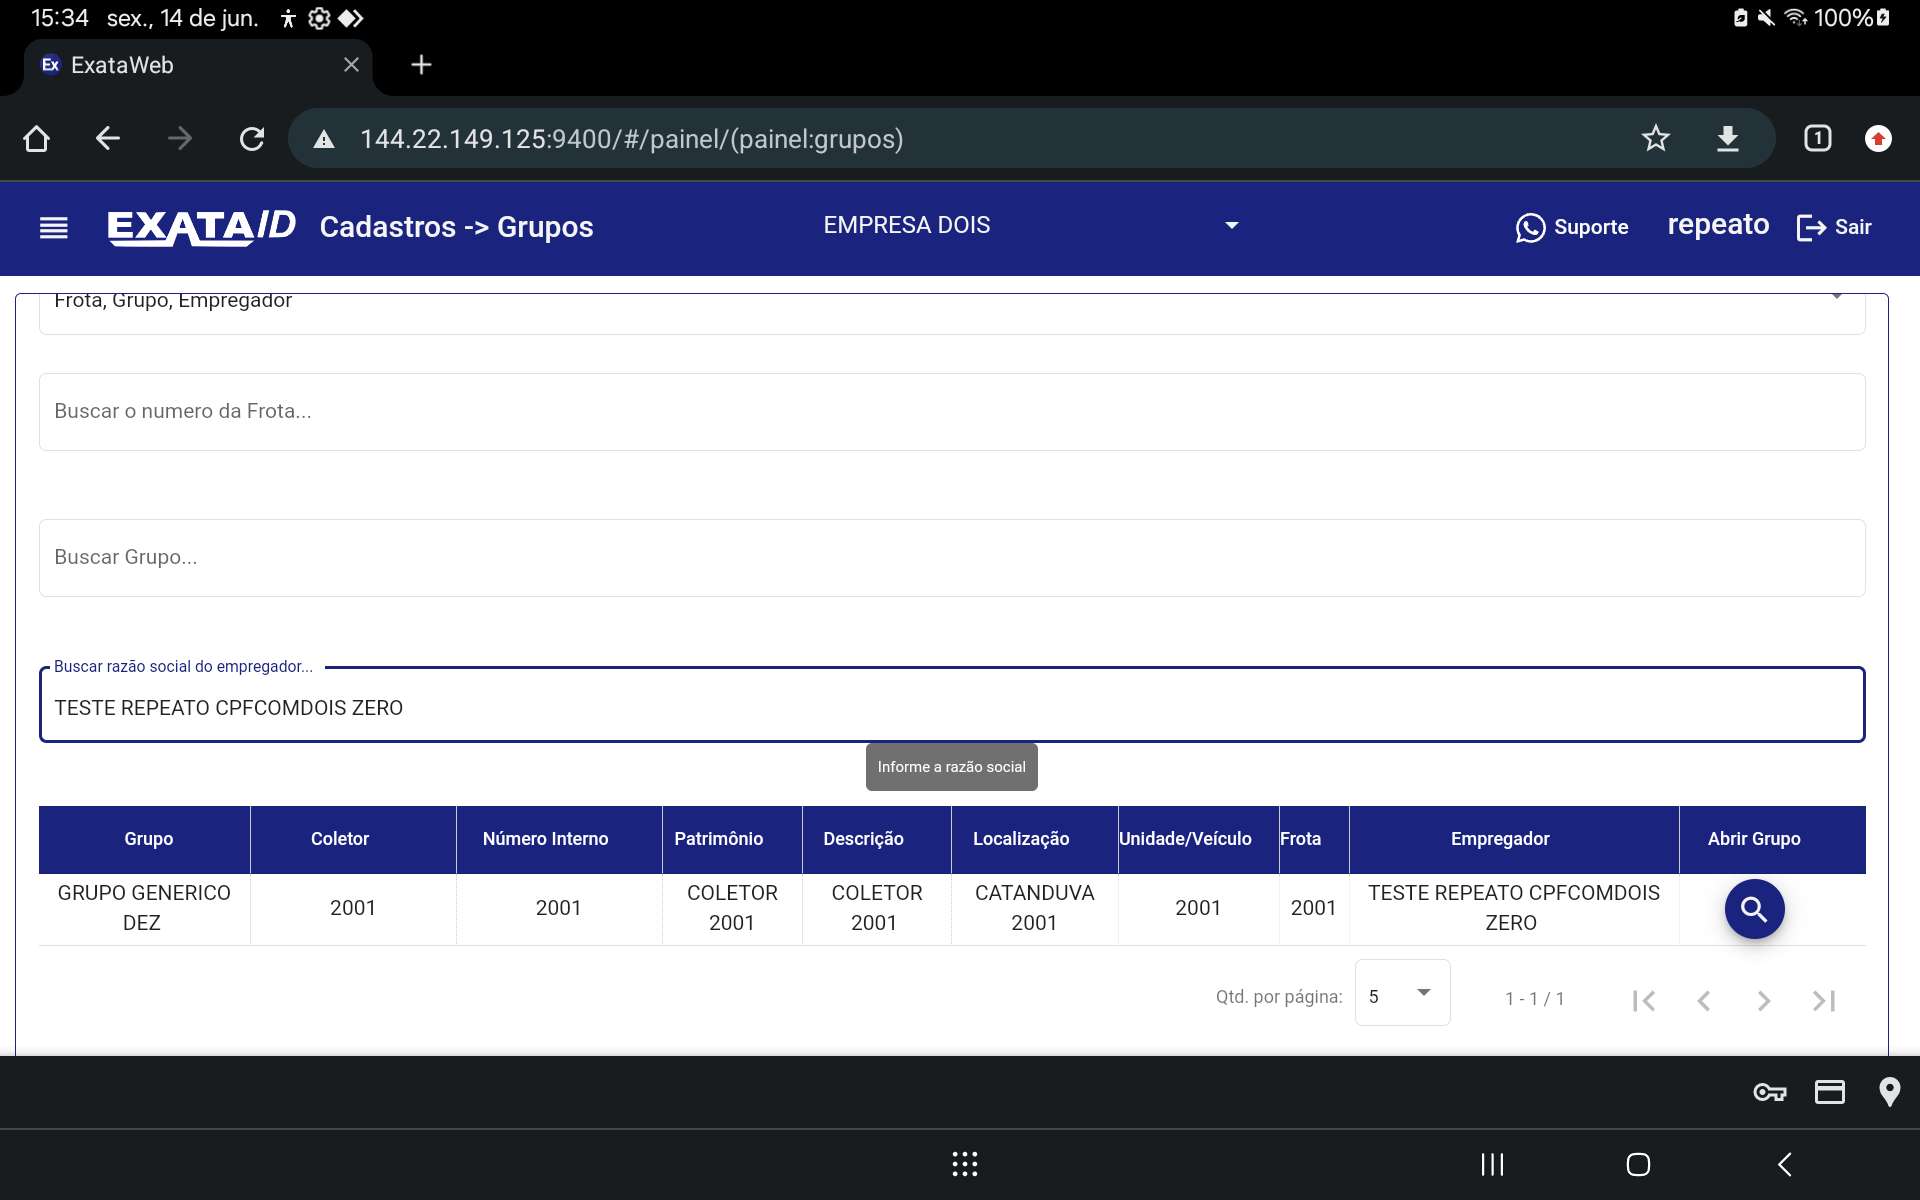 15:34 sex., 14 de jun. 100%
Ex ExataWeb
144.22.149.125:9400/#/painel/(painel:grupos) 1
EXATA/ID Cadastros -> Grupos EMPRESA DOIS Suporte repeato Sair
Frota, Grupo, Empregador
Buscar o numero da Frota...
Buscar Grupo...
Buscar razão social do empregador...
TESTE REPEATO CPFCOMDOIS ZERO
Informe a razão social
Grupo Coletor Número Interno Patrimônio Descrição Localização Unidade/Veículo Frota Empregador Abrir Grupo
GRUPO GENERICO DEZ 2001 2001 COLETOR 2001 COLETOR 2001 CATANDUVA 2001 2001 2001 TESTE REPEATO CPFCOMDOIS ZERO
Qtd. por página: 5 1 - 1 / 1